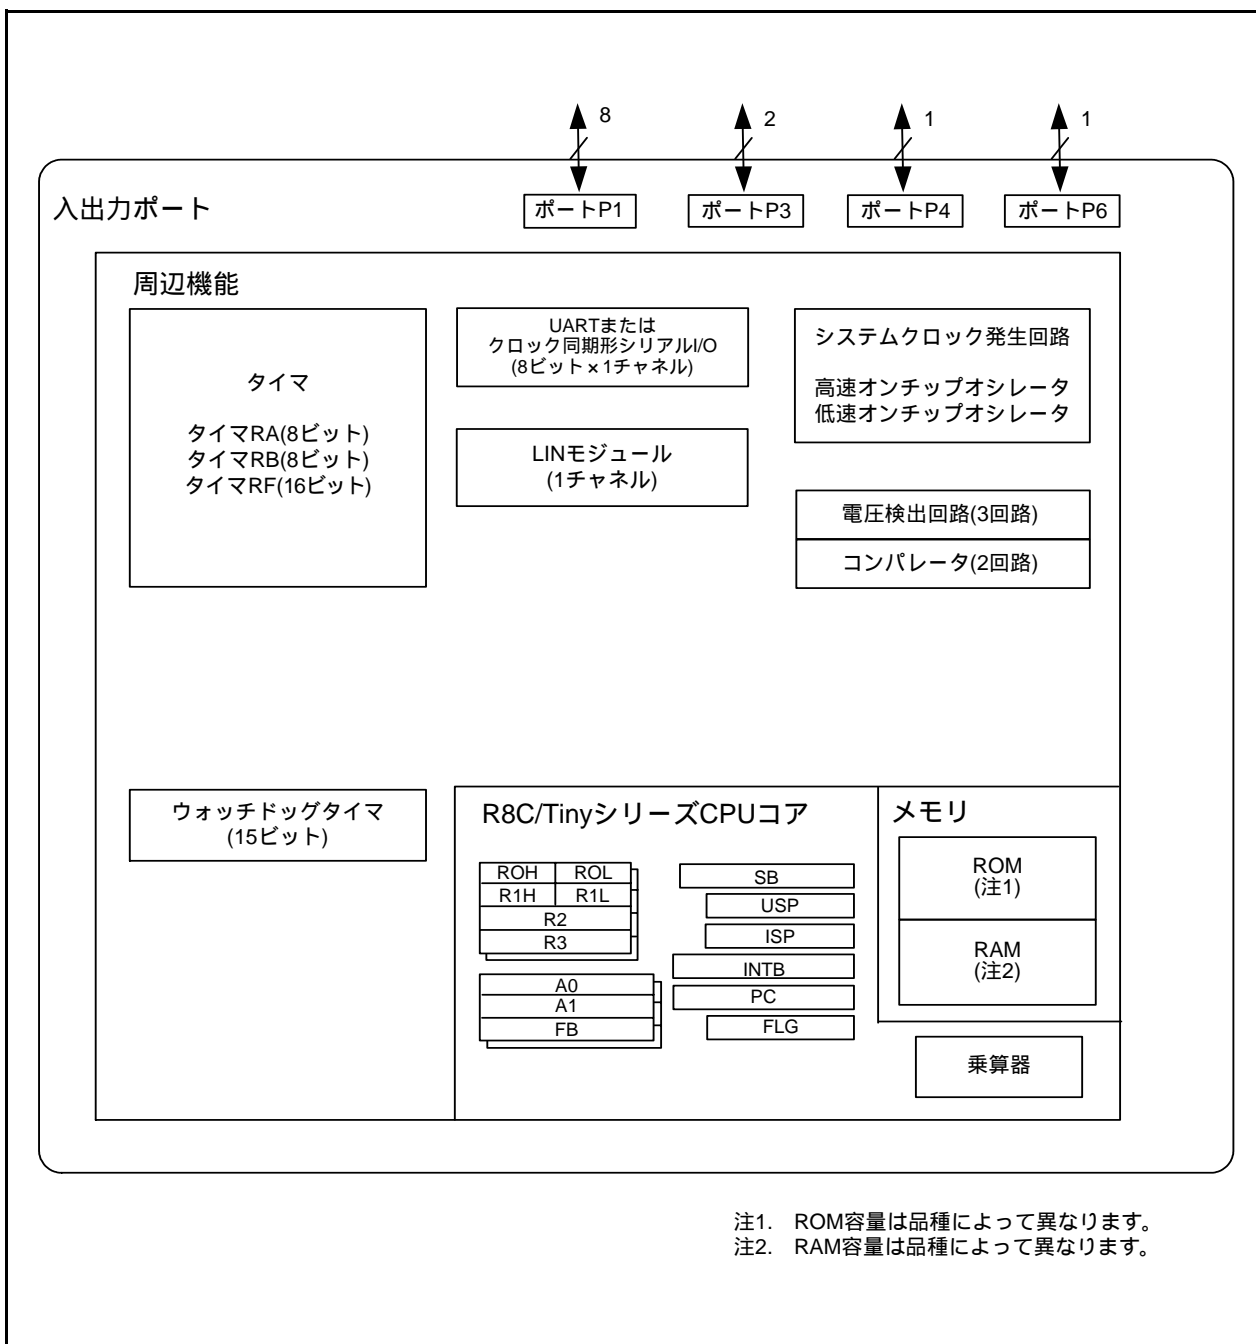 8
2
1
1
入出力ポート
ポートP1
ポートP3
ポートP4
ポートP6
周辺機能
タイマ
タイマRA(8ビット)
タイマRB(8ビット)
タイマRF(16ビット)
UARTまたは
クロック同期形シリアルI/O
(8ビット×1チャネル)
LINモジュール
(1チャネル)
システムクロック発生回路
高速オンチップオシレータ
低速オンチップオシレータ
電圧検出回路(3回路)
コンパレータ(2回路)
ウォッチドッグタイマ
(15ビット)
R8C/TinyシリーズCPUコア
ROH ROL
R1H R1L
R2
R3
A0
A1
FB
SB
USP
ISP
INTB
PC
FLG
メモリ
ROM
(注1)
RAM
(注2)
乗算器
注1. ROM容量は品種によって異なります。
注2. RAM容量は品種によって異なります。